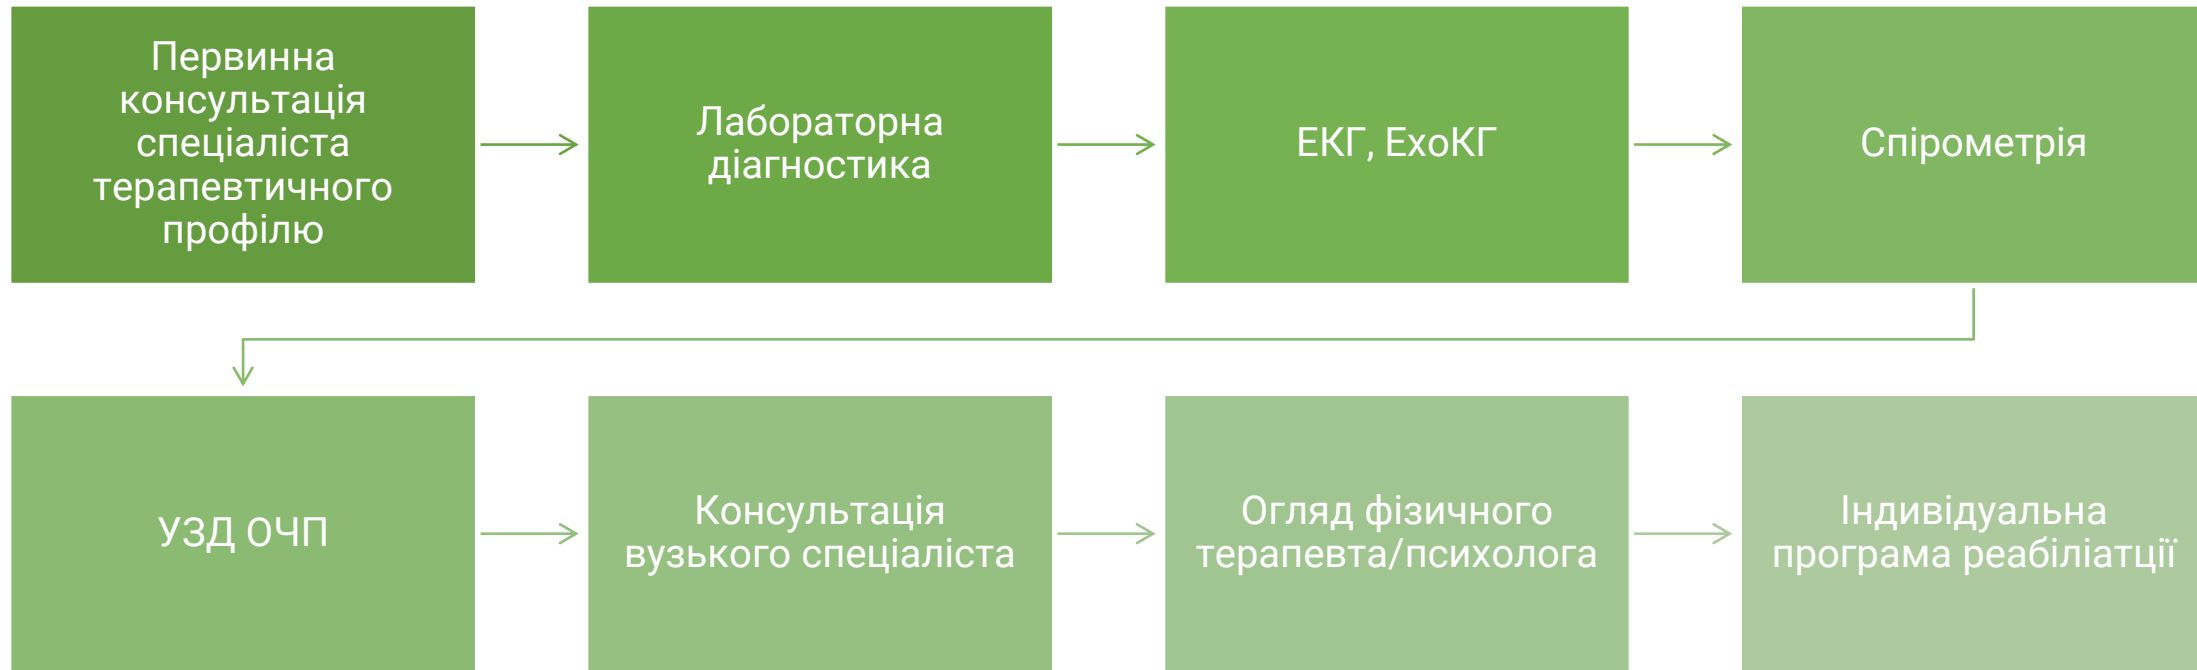 Первинна
консультація
спеціаліста
терапевтичного
профілю
Лабораторна
діагностика
ЕКГ, ЕхоКГ
Спірометрія
УЗД ОЧП
Консультація
вузького спеціаліста
Огляд фізичного
терапевта/психолога
Індивідуальна
програма реабіліатції